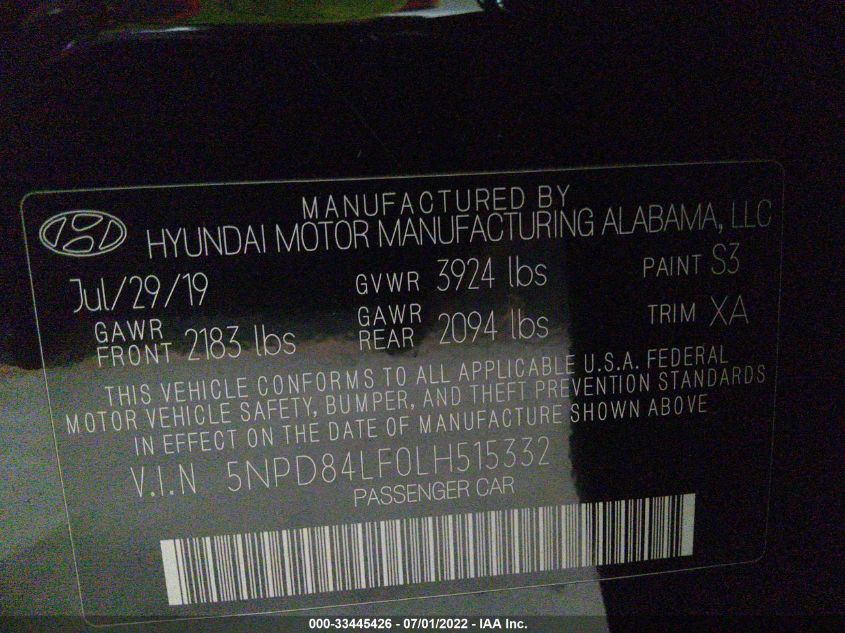 MANUFACTURED BY
HYUNDAI MOTOR MANUFACTURING ALABAMA, LLC
Jul/29/19 GVWR 3924 lbs PAINT S3
GAWR FRONT 2183 lbs GAWR REAR 2094 lbs TRIM XA
THIS VEHICLE CONFORMS TO ALL APPLICABLE U.S.A. FEDERAL
MOTOR VEHICLE SAFETY, BUMPER, AND THEFT PREVENTION STANDARDS
IN EFFECT ON THE DATE OF MANUFACTURE SHOWN ABOVE
V.I.N 5NPD84LF0LH515332
PASSENGER CAR
000-33445426 - 07/01/2022 - IAA Inc.